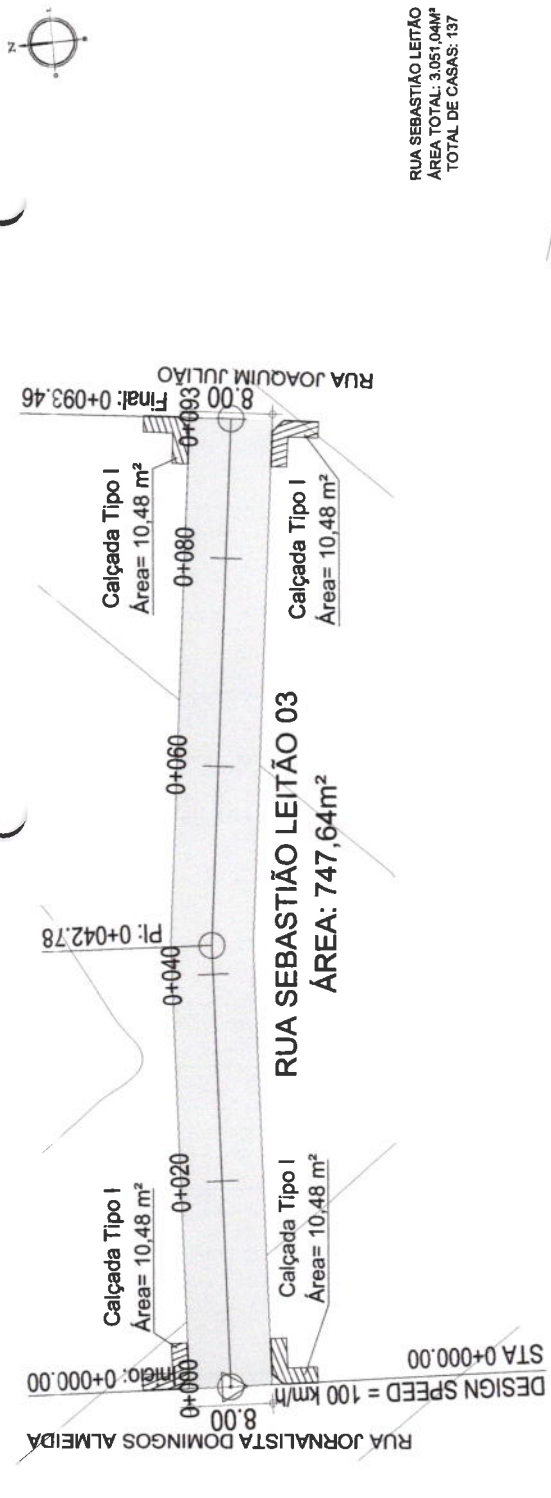 N
L
S
O
RUA SEBASTIÃO LEITÃO
ÁREA TOTAL: 3.051,04M²
TOTAL DE CASAS: 137
RUA JORNALISTA DOMINGOS ALMEIDA
Início: 0+000.00
0+000
8.00
DESIGN SPEED = 100 km/h
STA 0+000.00
Calçada Tipo I
Área= 10,48 m²
Calçada Tipo I
Área= 10,48 m²
0+020
0+040
PI: 0+042.78
0+060
0+080
RUA SEBASTIÃO LEITÃO 03
ÁREA: 747,64m²
Calçada Tipo I
Área= 10,48 m²
Calçada Tipo I
Área= 10,48 m²
Final: 0+093.46
0+093
8.00
RUA JOAQUIM JULIÃO